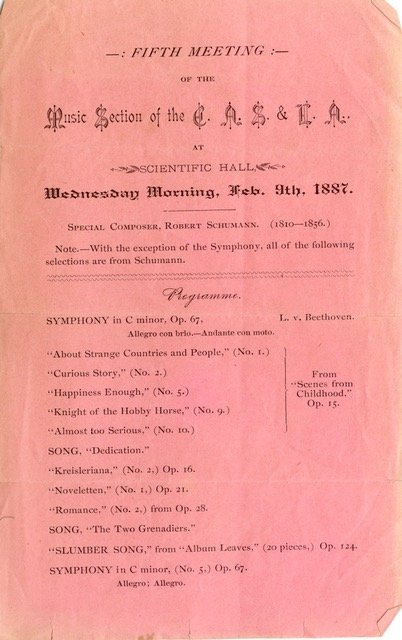 —: FIFTH MEETING :—
OF THE
Music Section of the C. A. S. & L. A.
AT
SCIENTIFIC HALL,
Wednesday Morning, Feb. 9th, 1887.
SPECIAL COMPOSER, ROBERT SCHUMANN. (1810—1856.)
NOTE.—With the exception of the Symphony, all of the following
selections are from Schumann.
Programme.
SYMPHONY in C minor, Op. 67. L. v. Beethoven.
Allegro con brio.—Andante con moto.
"About Strange Countries and People," (No. 1.)
"Curious Story," (No. 2.)
"Happiness Enough," (No. 5.)
"Knight of the Hobby Horse," (No. 9.)
"Almost too Serious," (No. 10.)
From
"Scenes from
Childhood,"
Op. 15.
SONG, "Dedication."
"Kreisleriana," (No. 2,) Op. 16.
"Noveletten," (No. 1,) Op. 21.
"Romance," (No. 2,) from Op. 28.
SONG, "The Two Grenadiers."
"SLUMBER SONG," from "Album Leaves," (20 pieces,) Op. 124.
SYMPHONY in C minor, (No. 5,) Op. 67.
Allegro; Allegro.